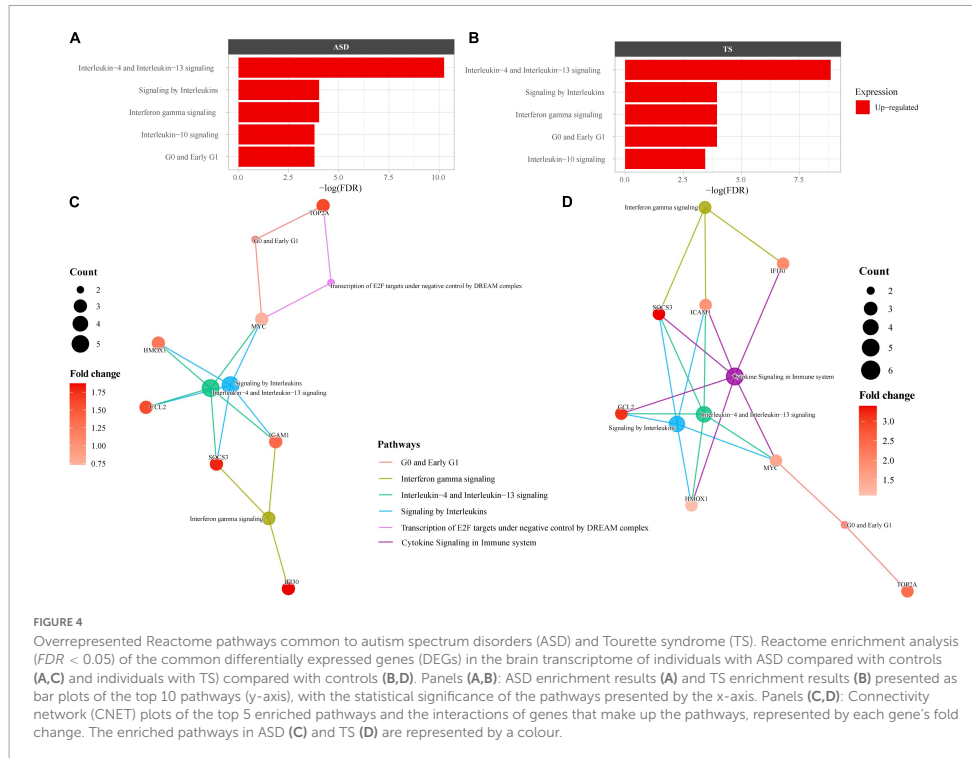 A
ASD
Interleukin−4 and Interleukin−13 signaling
Signaling by Interleukins
Interferon gamma signaling
Interleukin−10 signaling
G0 and Early G1
0.0 2.5 5.0 7.5 10.0
−log(FDR)
B
TS
Interleukin−4 and Interleukin−13 signaling
Signaling by Interleukins
Interferon gamma signaling
G0 and Early G1
Interleukin−10 signaling
0.0 2.5 5.0 7.5
−log(FDR)
Expression
Up−regulated
C
TOP2A
G0 and Early G1
Transcription of E2F targets under negative control by DREAM complex
MYC
HMOX1
Signaling by Interleukins
Interleukin−4 and Interleukin−13 signaling
CCL2
ICAM1
SOCS3
Interferon gamma signaling
IFI30
Count
2
3
4
5
Fold change
1.75
1.50
1.25
1.00
0.75
Pathways
G0 and Early G1
Interferon gamma signaling
Interleukin−4 and Interleukin−13 signaling
Signaling by Interleukins
Transcription of E2F targets under negative control by DREAM complex
Cytokine Signaling in Immune system
D
Interferon gamma signaling
SOCS3
ICAM1
Cytokine Signaling in Immune system
CCL2
Interleukin−4 and Interleukin−13 signaling
Signaling by Interleukins
MYC
HMOX1
G0 and Early G1
TOP2A
Count
2
3
4
5
6
Fold change
3.0
2.5
2.0
1.5
FIGURE 4
Overrepresented Reactome pathways common to autism spectrum disorders (ASD) and Tourette syndrome (TS). Reactome enrichment analysis
(FDR < 0.05) of the common differentially expressed genes (DEGs) in the brain transcriptome of individuals with ASD compared with controls
(A,C) and individuals with TS) compared with controls (B,D). Panels (A,B): ASD enrichment results (A) and TS enrichment results (B) presented as
bar plots of the top 10 pathways (y-axis), with the statistical significance of the pathways presented by the x-axis. Panels (C,D): Connectivity
network (CNET) plots of the top 5 enriched pathways and the interactions of genes that make up the pathways, represented by each gene's fold
change. The enriched pathways in ASD (C) and TS (D) are represented by a colour.